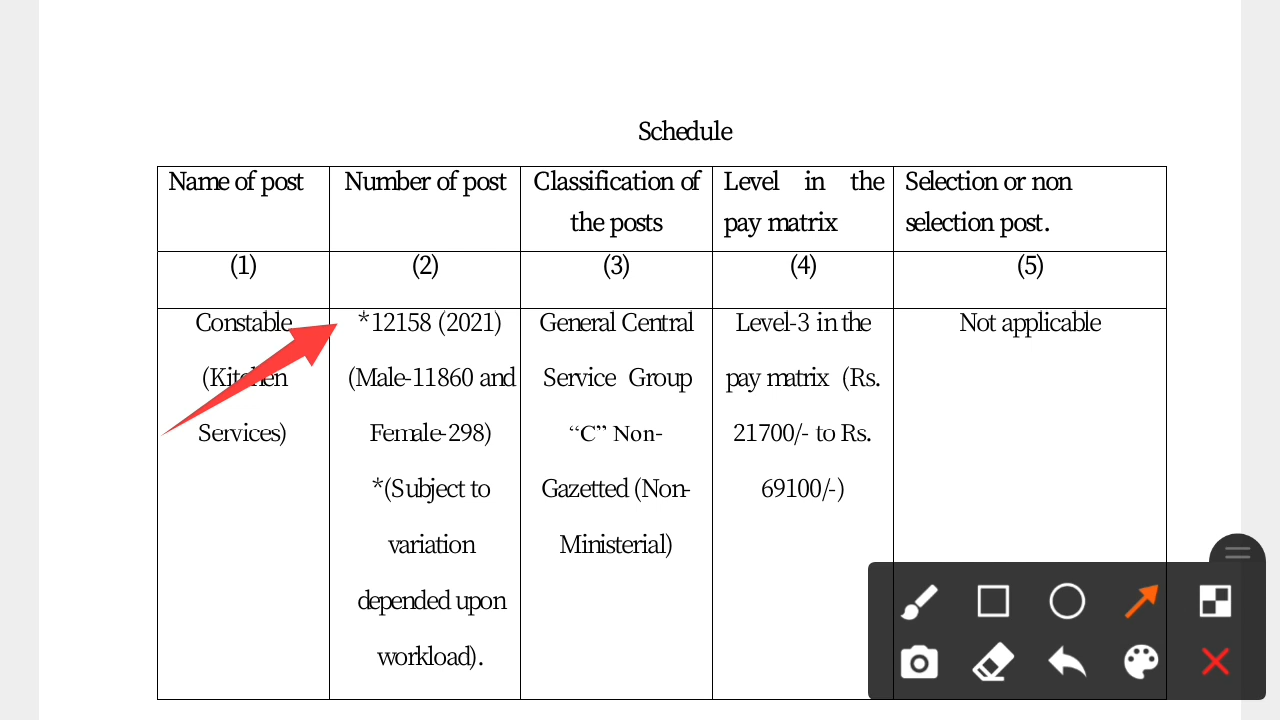 Schedule
Name of post
Number of post
Classification of
the posts
Level in the
pay matrix
Selection or non
selection post.
(1)
(2)
(3)
(4)
(5)
Constable
(Kitchen
Services)
*12158 (2021)
(Male-11860 and
Female-298)
*(Subject to
variation
depended upon
workload).
General Central
Service Group
“C” Non-
Gazetted (Non-
Ministerial)
Level-3 in the
pay matrix (Rs.
21700/- to Rs.
69100/-)
Not applicable